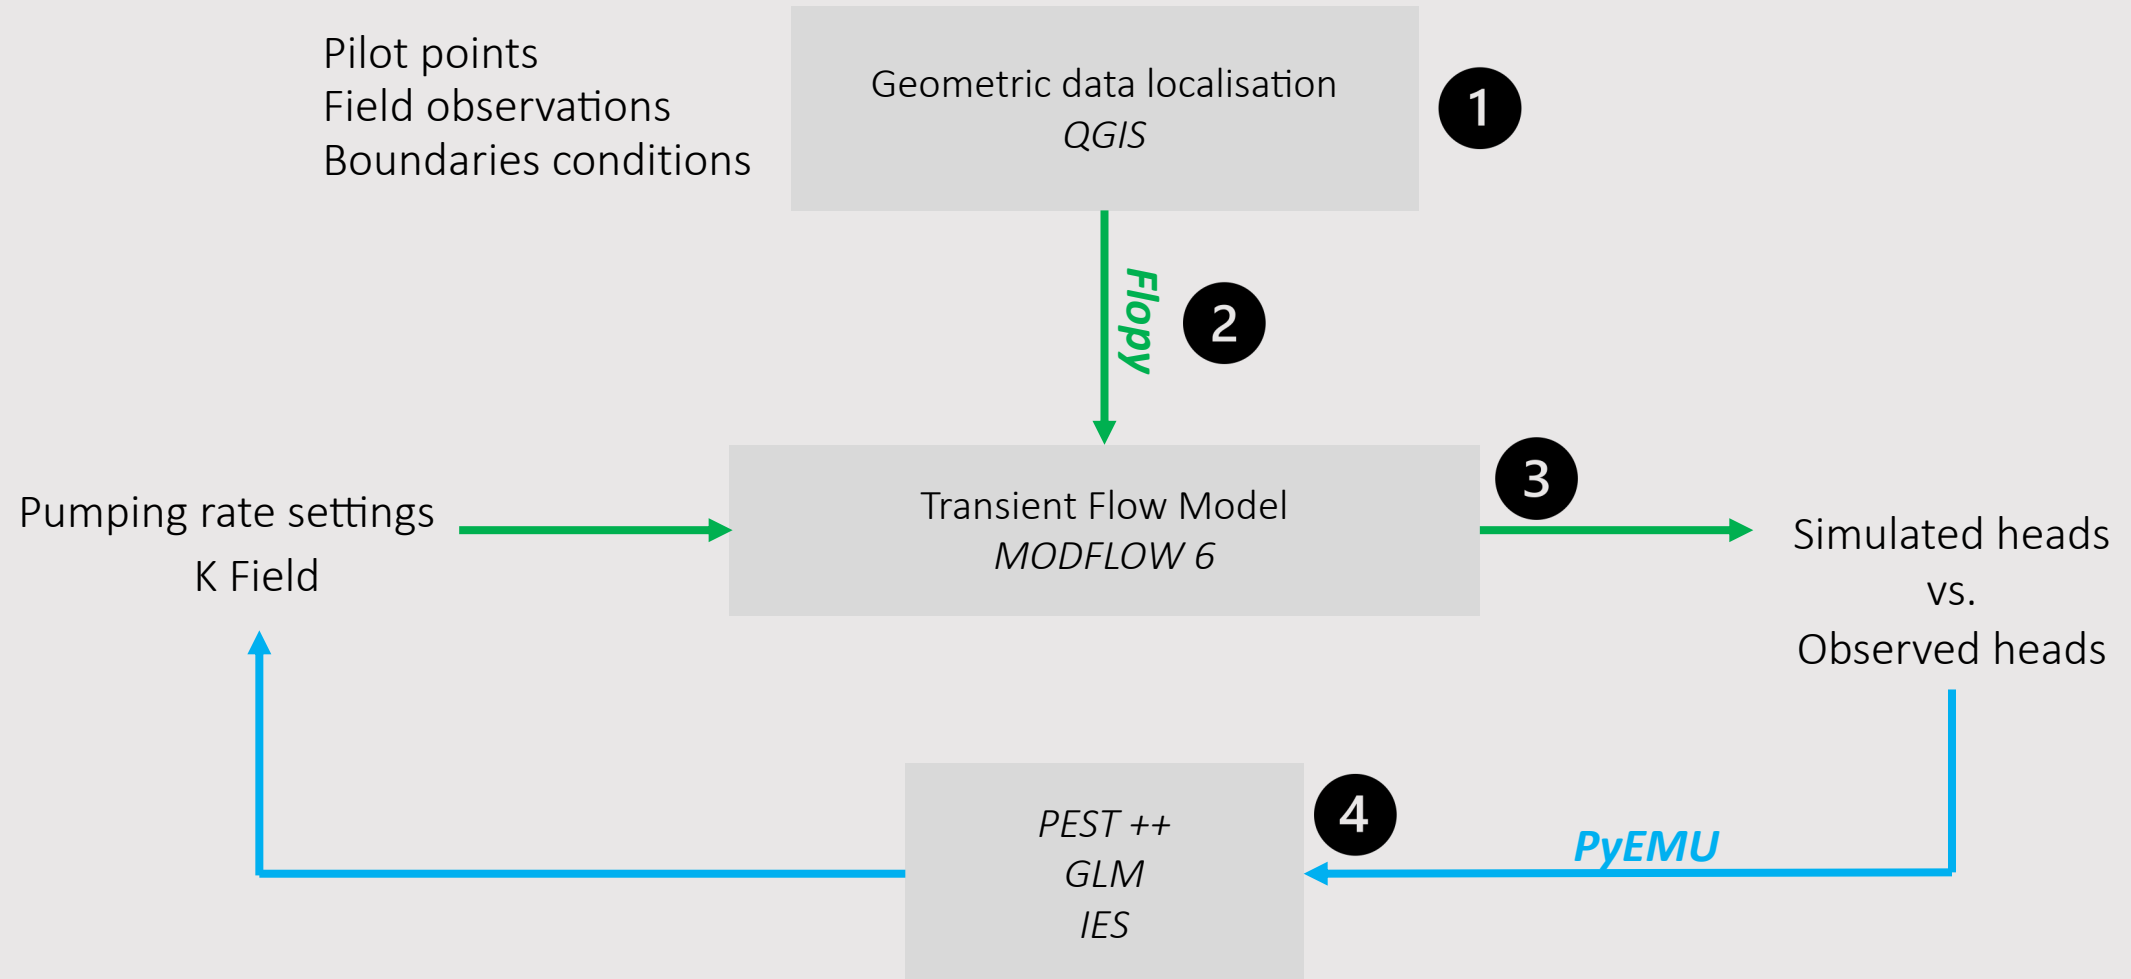 Pilot points
Field observations
Boundaries conditions
Geometric data localisation
QGIS
1
Flopy
2
Pumping rate settings
K Field
Transient Flow Model
MODFLOW 6
3
Simulated heads
vs.
Observed heads
PEST ++
GLM
IES
4
PyEMU